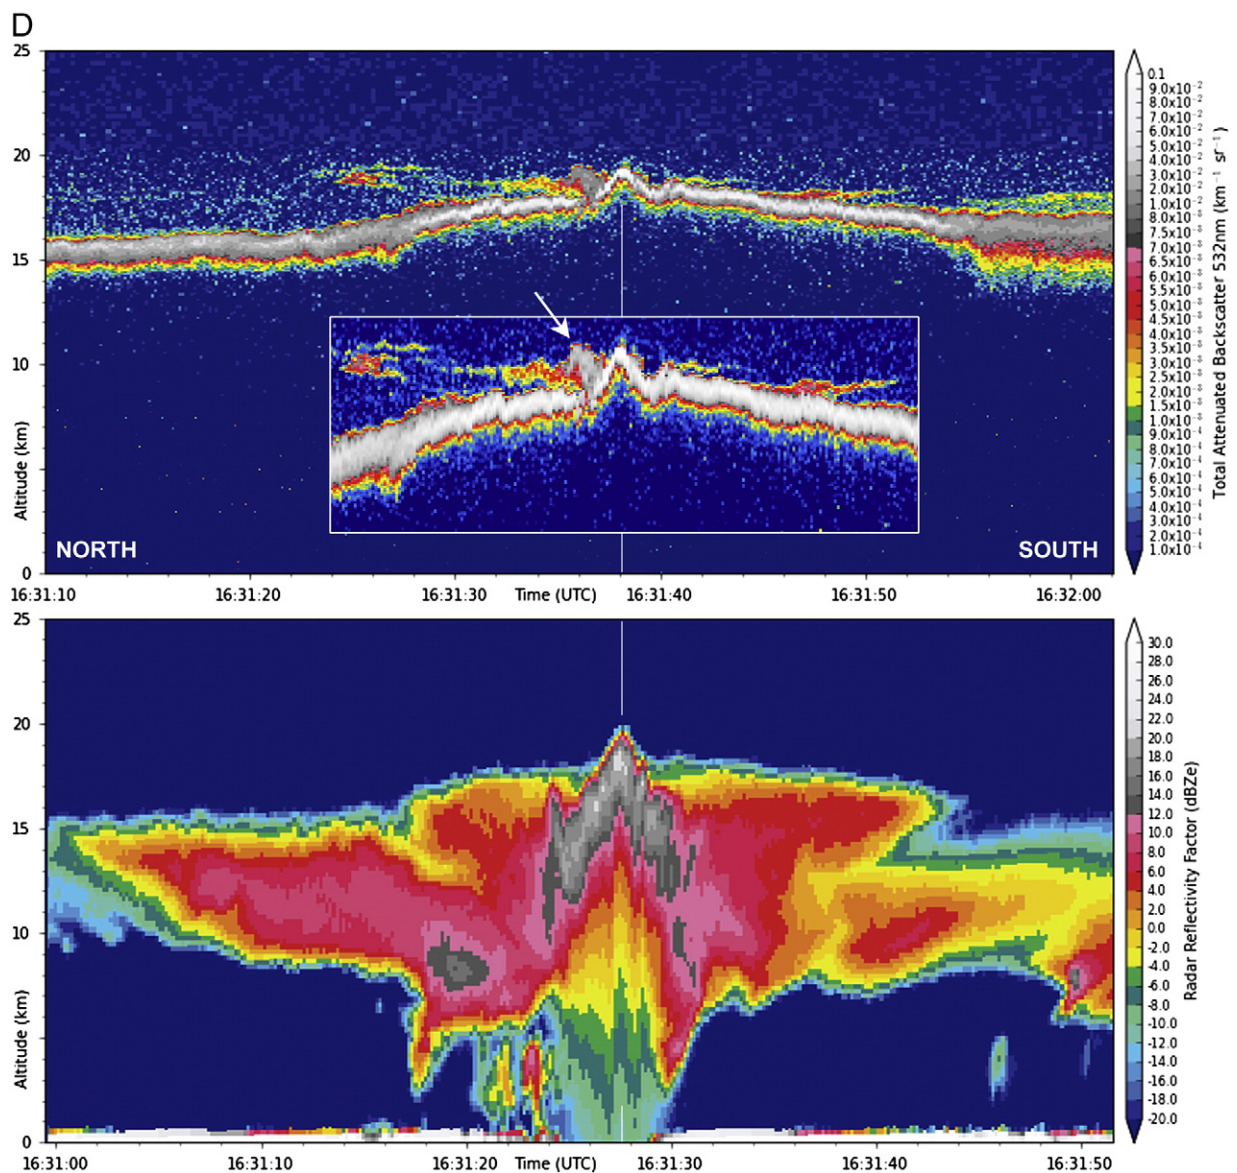 D
25
20
15
10
5
0
Altitude (km)
NORTH
SOUTH
16:31:10
16:31:20
16:31:30
Time (UTC)
16:31:40
16:31:50
16:32:00
0.1
9.0x10⁻²
8.0x10⁻²
7.0x10⁻²
6.0x10⁻²
5.0x10⁻²
4.0x10⁻²
3.0x10⁻²
2.0x10⁻²
1.0x10⁻²
8.0x10⁻³
7.5x10⁻³
7.0x10⁻³
6.5x10⁻³
6.0x10⁻³
5.5x10⁻³
5.0x10⁻³
4.5x10⁻³
4.0x10⁻³
3.5x10⁻³
3.0x10⁻³
2.5x10⁻³
2.0x10⁻³
1.5x10⁻³
1.0x10⁻³
9.0x10⁻⁴
8.0x10⁻⁴
7.0x10⁻⁴
6.0x10⁻⁴
5.0x10⁻⁴
4.0x10⁻⁴
3.0x10⁻⁴
2.0x10⁻⁴
1.0x10⁻⁴
Total Attenuated Backscatter 532nm (km⁻¹ sr⁻¹)
25
20
15
10
5
0
Altitude (km)
16:31:00
16:31:10
16:31:20
Time (UTC)
16:31:30
16:31:40
16:31:50
30.0
28.0
26.0
24.0
22.0
20.0
18.0
16.0
14.0
12.0
10.0
8.0
6.0
4.0
2.0
0.0
-2.0
-4.0
-6.0
-8.0
-10.0
-12.0
-14.0
-16.0
-18.0
-20.0
Radar Reflectivity Factor (dBZe)